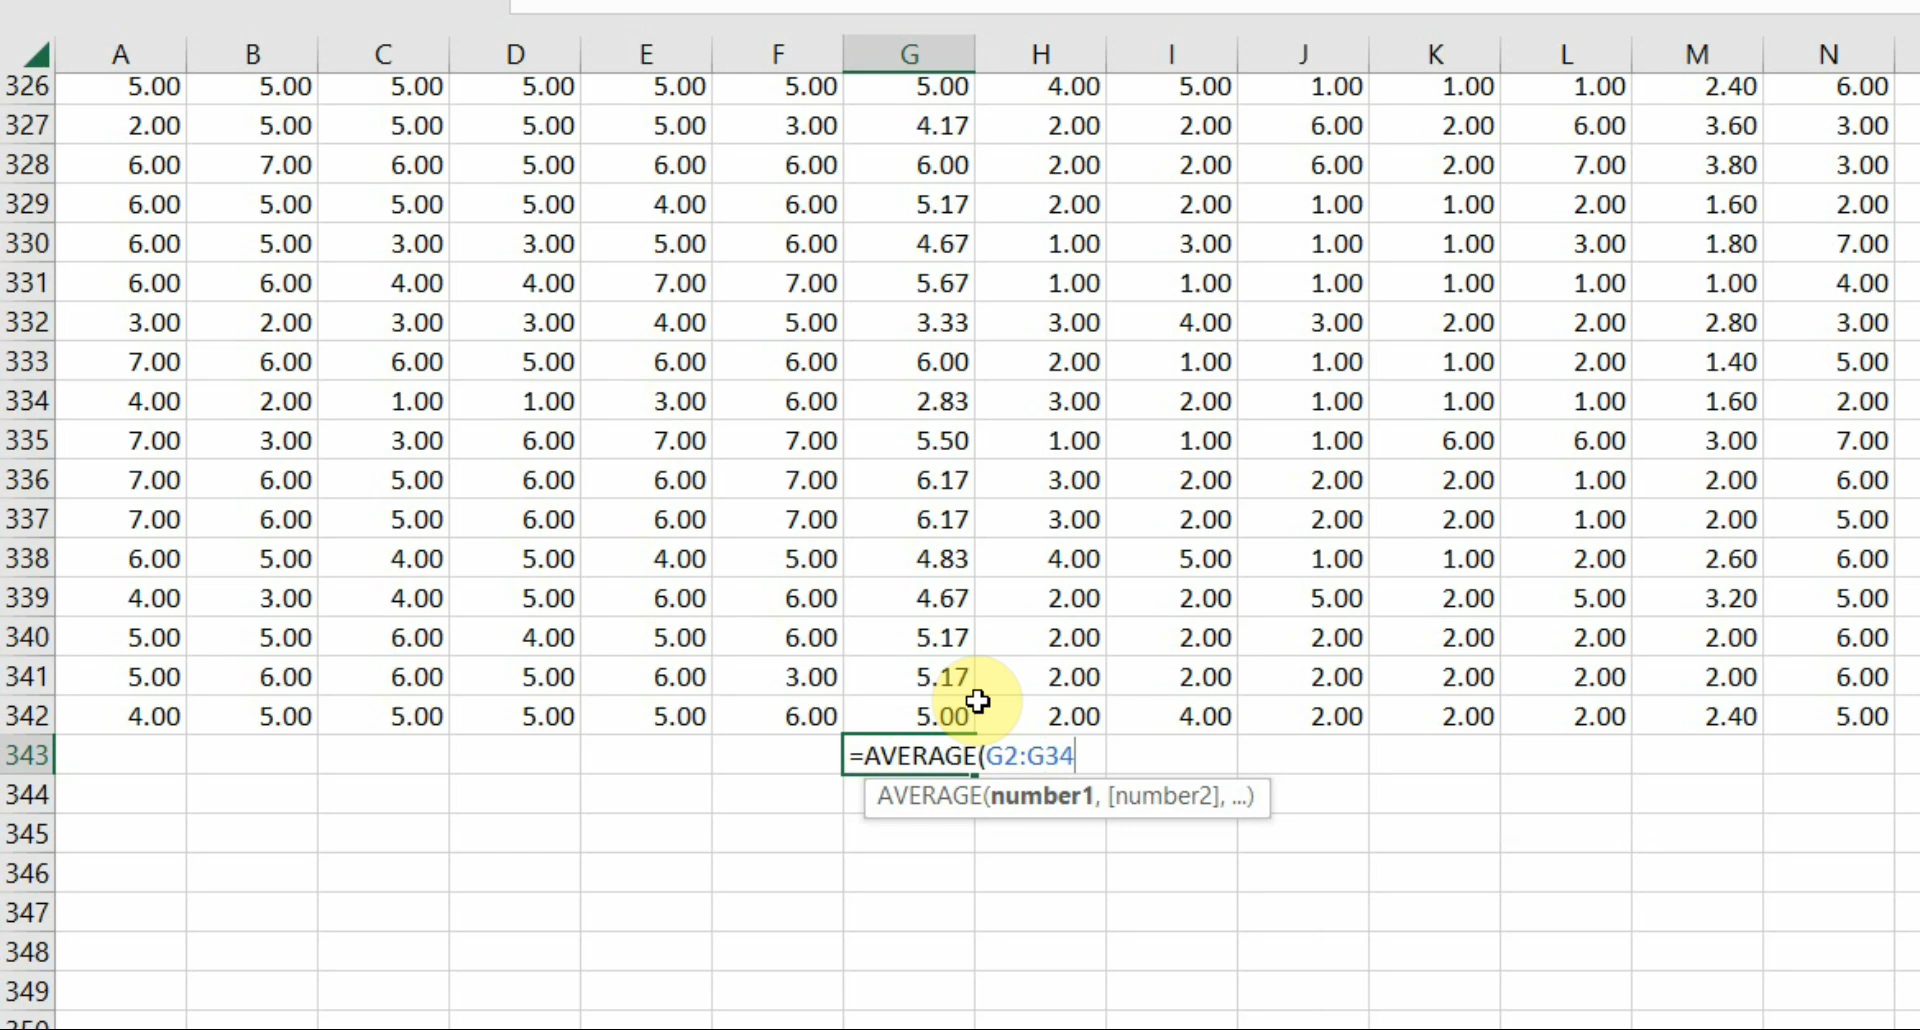 A B C D E F G H I J K L M N
326 5.00 5.00 5.00 5.00 5.00 5.00 5.00 4.00 5.00 1.00 1.00 1.00 2.40 6.00
327 2.00 5.00 5.00 5.00 5.00 3.00 4.17 2.00 2.00 6.00 2.00 6.00 3.60 3.00
328 6.00 7.00 6.00 5.00 6.00 6.00 6.00 2.00 2.00 6.00 2.00 7.00 3.80 3.00
329 6.00 5.00 5.00 5.00 4.00 6.00 5.17 2.00 2.00 1.00 1.00 2.00 1.60 2.00
330 6.00 5.00 3.00 3.00 5.00 6.00 4.67 1.00 3.00 1.00 1.00 3.00 1.80 7.00
331 6.00 6.00 4.00 4.00 7.00 7.00 5.67 1.00 1.00 1.00 1.00 1.00 1.00 4.00
332 3.00 2.00 3.00 3.00 4.00 5.00 3.33 3.00 4.00 3.00 2.00 2.00 2.80 3.00
333 7.00 6.00 6.00 5.00 6.00 6.00 6.00 2.00 1.00 1.00 1.00 2.00 1.40 5.00
334 4.00 2.00 1.00 1.00 3.00 6.00 2.83 3.00 2.00 1.00 1.00 1.00 1.60 2.00
335 7.00 3.00 3.00 6.00 7.00 7.00 5.50 1.00 1.00 1.00 6.00 6.00 3.00 7.00
336 7.00 6.00 5.00 6.00 6.00 7.00 6.17 3.00 2.00 2.00 2.00 1.00 2.00 6.00
337 7.00 6.00 5.00 6.00 6.00 7.00 6.17 3.00 2.00 2.00 2.00 1.00 2.00 5.00
338 6.00 5.00 4.00 5.00 4.00 5.00 4.83 4.00 5.00 1.00 1.00 2.00 2.60 6.00
339 4.00 3.00 4.00 5.00 6.00 6.00 4.67 2.00 2.00 5.00 2.00 5.00 3.20 5.00
340 5.00 5.00 6.00 4.00 5.00 6.00 5.17 2.00 2.00 2.00 2.00 2.00 2.00 6.00
341 5.00 6.00 6.00 5.00 6.00 3.00 5.17 2.00 2.00 2.00 2.00 2.00 2.00 6.00
342 4.00 5.00 5.00 5.00 5.00 6.00 5.00 2.00 4.00 2.00 2.00 2.00 2.40 5.00
343 =AVERAGE(G2:G34
344 AVERAGE(number1, [number2], ...)
345
346
347
348
349
350